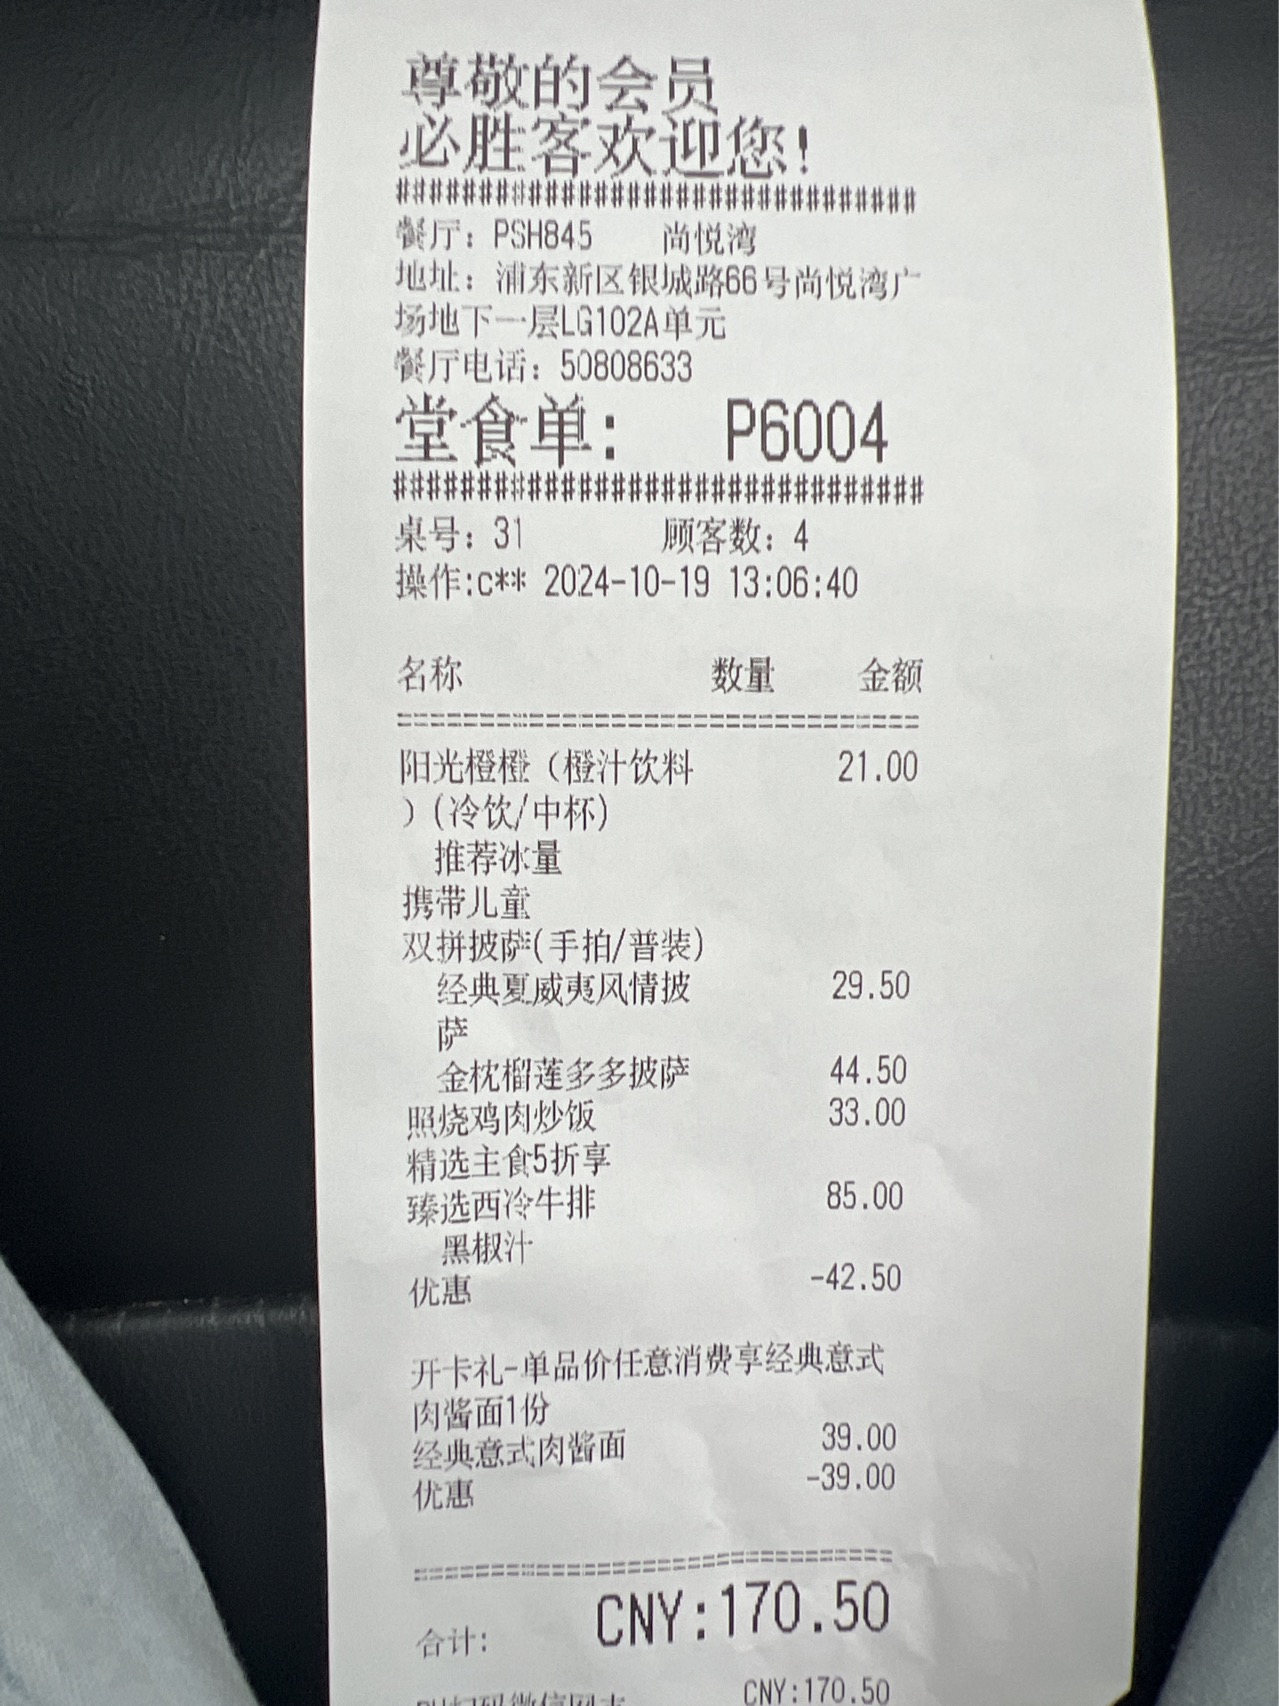 尊敬的会员
必胜客欢迎您!
################################
餐厅: PSH845 尚悦湾
地址: 浦东新区银城路66号尚悦湾广
场地下一层LG102A单元
餐厅电话: 50808633
堂食单: P6004
################################
桌号: 31 顾客数: 4
操作:c** 2024-10-19 13:06:40
名称 数量 金额
================================
阳光橙橙（橙汁饮料 21.00
）(冷饮/中杯)
推荐冰量
携带儿童
双拼披萨(手拍/普装)
经典夏威夷风情披 29.50
萨
金枕榴莲多多披萨 44.50
照烧鸡肉炒饭 33.00
精选主食5折享
臻选西冷牛排 85.00
黑椒汁
优惠 -42.50
开卡礼-单品价任意消费享经典意式
肉酱面1份
经典意式肉酱面 39.00
优惠 -39.00
================================
合计: CNY:170.50
CNY:170.50